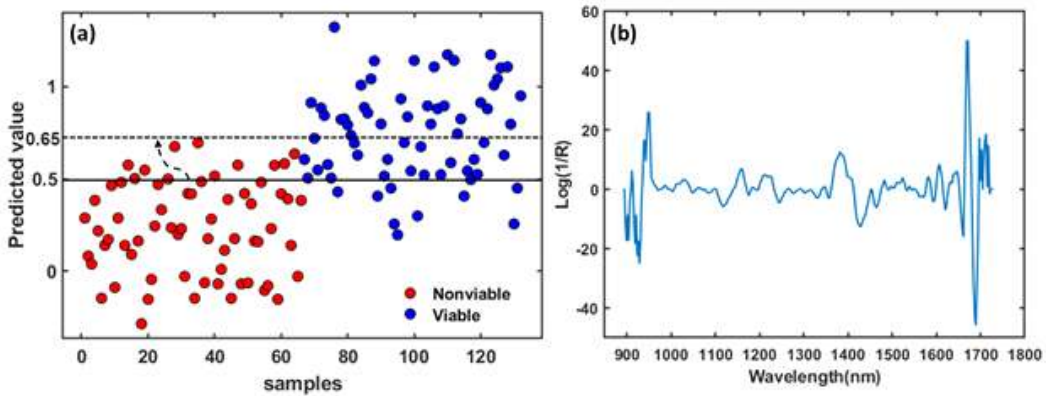 (a)
Predicted value
1
0.65
0.5
0
Nonviable
Viable
0 20 40 60 80 100 120
samples
(b)
Log(1/R)
60
40
20
0
-20
-40
900 1000 1100 1200 1300 1400 1500 1600 1700 1800
Wavelength(nm)